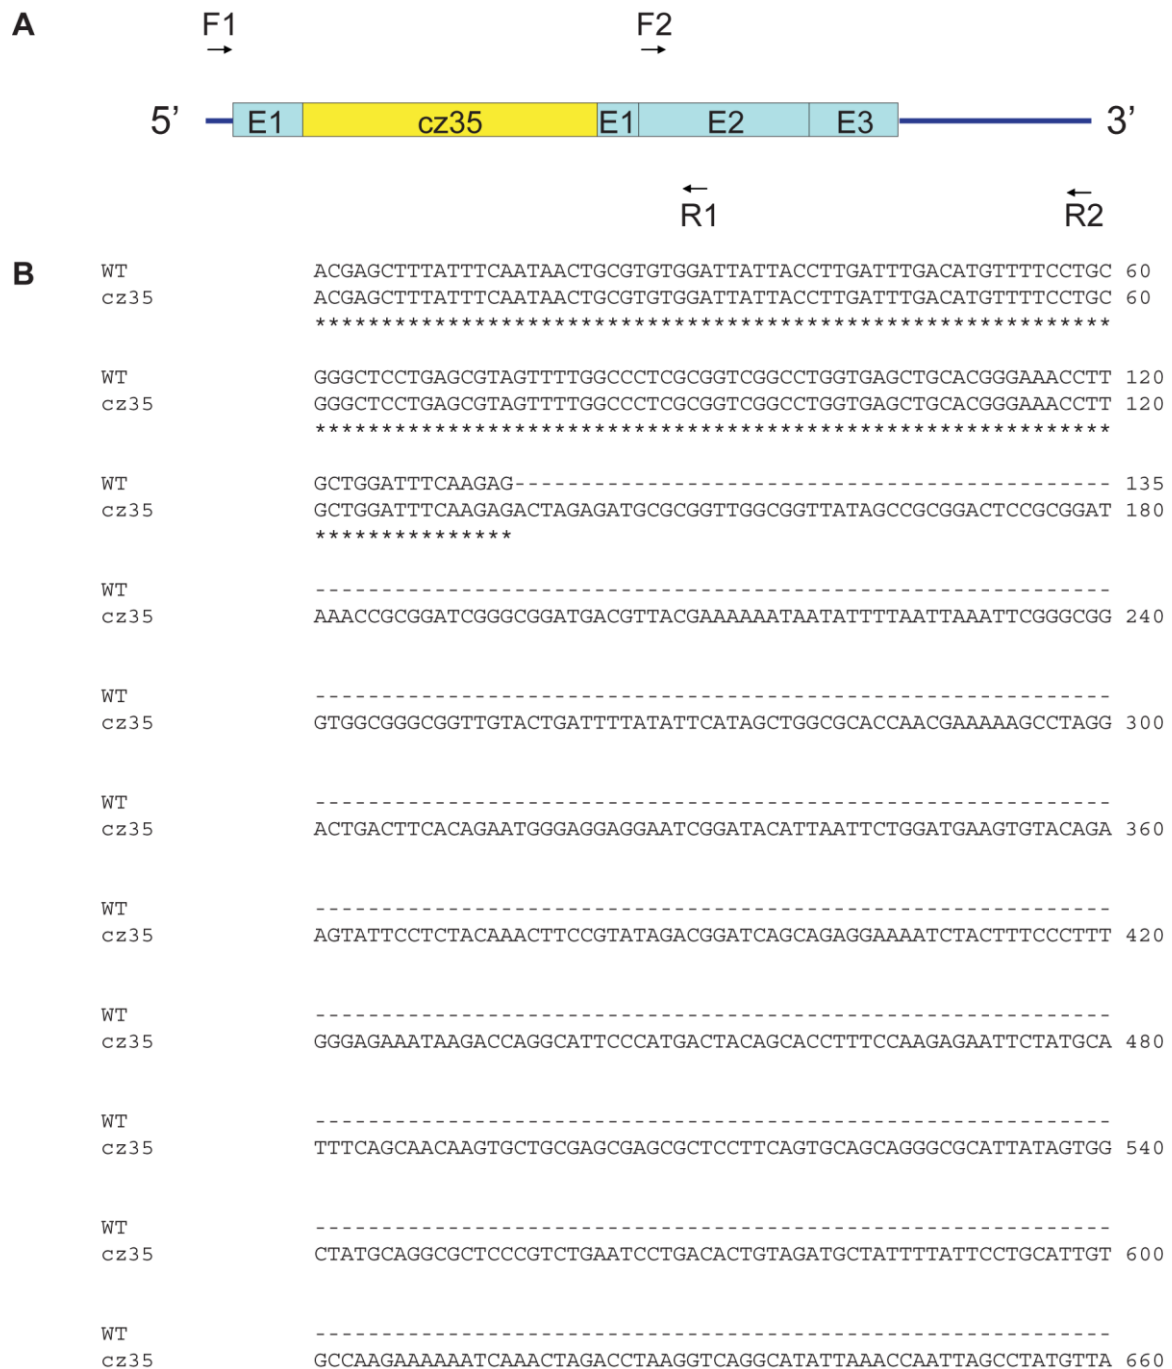 A
F1 F2
5' E1 cz35 E1 E2 E3 3'
R1 R2
B
WT ACGAGCTTTATTTCAATAACTGCGTGTGGATTATTACCTTGATTTGACATGTTTTCCTGC 60
cz35 ACGAGCTTTATTTCAATAACTGCGTGTGGATTATTACCTTGATTTGACATGTTTTCCTGC 60
************************************************************
WT GGGCTCCTGAGCGTAGTTTTGGCCCTCGCGGTCGGCCTGGTGAGCTGCACGGGAAACCTT 120
cz35 GGGCTCCTGAGCGTAGTTTTGGCCCTCGCGGTCGGCCTGGTGAGCTGCACGGGAAACCTT 120
************************************************************
WT GCTGGATTTCAAGAG--------------------------------------------- 135
cz35 GCTGGATTTCAAGAGACTAGAGATGCGCGGTTGGCGGTTATAGCCGCGGACTCCGCGGAT 180
***************
WT ------------------------------------------------------------
cz35 AAACCGCGGATCGGGCGGATGACGTTACGAAAAAATAATATTTTAATTAAATTCGGGCGG 240
WT ------------------------------------------------------------
cz35 GTGGCGGGCGGTTGTACTGATTTTATATTCATAGCTGGCGCACCAACGAAAAAGCCTAGG 300
WT ------------------------------------------------------------
cz35 ACTGACTTCACAGAATGGGAGGAGGAATCGGATACATTAATTCTGGATGAAGTGTACAGA 360
WT ------------------------------------------------------------
cz35 AGTATTCCTCTACAAACTTCCGTATAGACGGATCAGCAGAGGAAAATCTACTTTCCCTTT 420
WT ------------------------------------------------------------
cz35 GGGAGAAATAAGACCAGGCATTCCCATGACTACAGCACCTTTCCAAGAGAATTCTATGCA 480
WT ------------------------------------------------------------
cz35 TTTCAGCAACAAGTGCTGCGAGCGAGCGCTCCTTCAGTGCAGCAGGGCGCATTATAGTGG 540
WT ------------------------------------------------------------
cz35 CTATGCAGGCGCTCCCGTCTGAATCCTGACACTGTAGATGCTATTTTATTCCTGCATTGT 600
WT ------------------------------------------------------------
cz35 GCCAAGAAAAAATCAAACTAGACCTAAGGTCAGGCATATTAAACCAATTAGCCTATGTTA 660